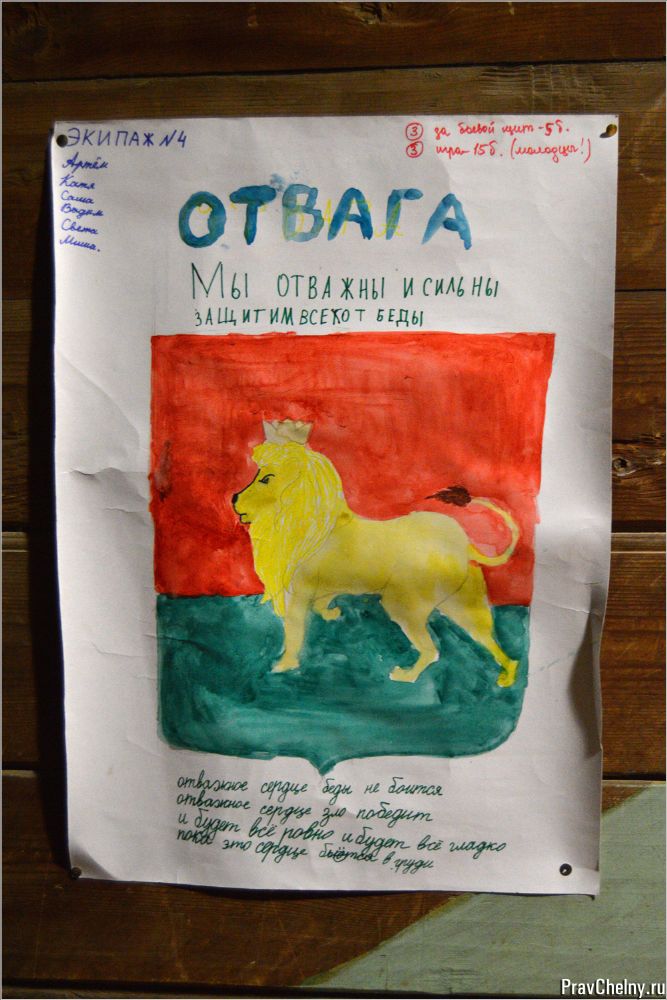 ЭКИПАЖ №4
Артём
Катя
Саша
Вадим
Света
Миша.
③ за боевой щит - 5 б.
③ игра - 15 б. (молодцы!)
ОТВАГА
МЫ ОТВАЖНЫ И СИЛЬНЫ
ЗАЩИТИМ ВСЕХ ОТ БЕДЫ
отважное сердце беды не боится
отважное сердце зло победит
и будет всё ровно и будет всё гладко
пока это сердце бьётся в груди
PravChelny.ru